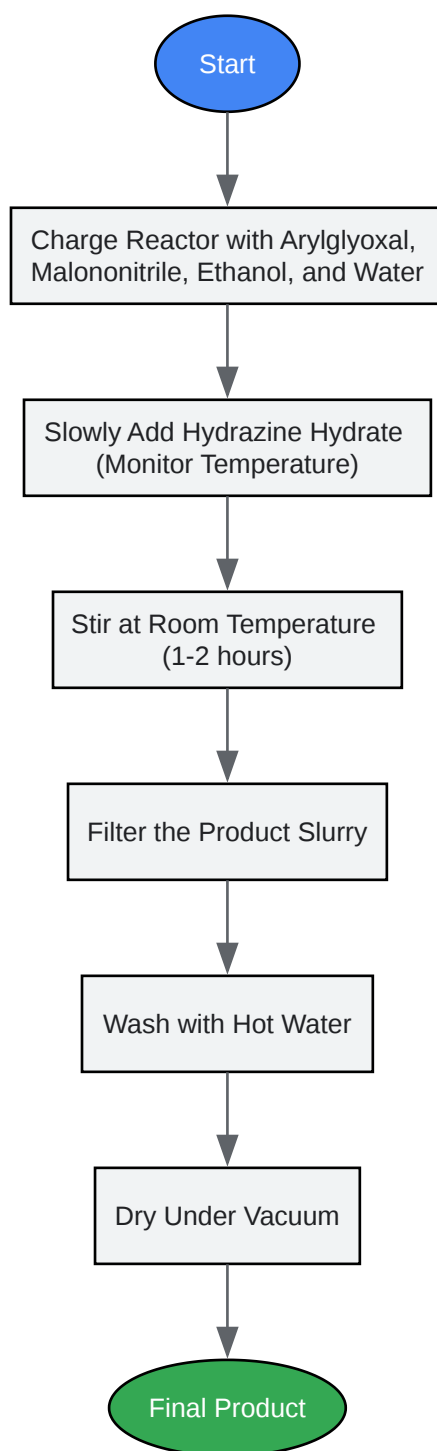 Start
Charge Reactor with Arylglyoxal,
Malononitrile, Ethanol, and Water
Slowly Add Hydrazine Hydrate
(Monitor Temperature)
Stir at Room Temperature
(1-2 hours)
Filter the Product Slurry
Wash with Hot Water
Dry Under Vacuum
Final Product